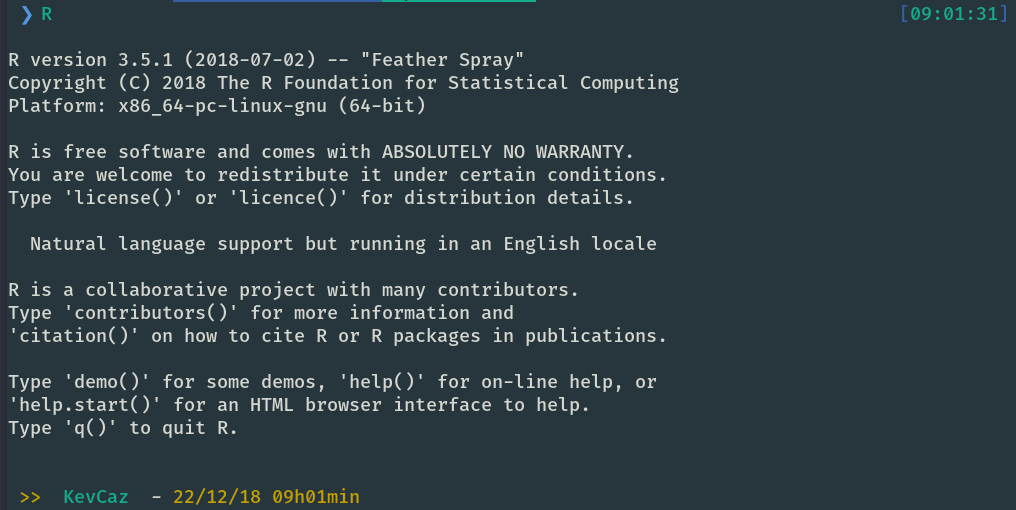 ❯ R [09:01:31]
R version 3.5.1 (2018-07-02) -- "Feather Spray"
Copyright (C) 2018 The R Foundation for Statistical Computing
Platform: x86_64-pc-linux-gnu (64-bit)
R is free software and comes with ABSOLUTELY NO WARRANTY.
You are welcome to redistribute it under certain conditions.
Type 'license()' or 'licence()' for distribution details.
Natural language support but running in an English locale
R is a collaborative project with many contributors.
Type 'contributors()' for more information and
'citation()' on how to cite R or R packages in publications.
Type 'demo()' for some demos, 'help()' for on-line help, or
'help.start()' for an HTML browser interface to help.
Type 'q()' to quit R.
>> KevCaz - 22/12/18 09h01min